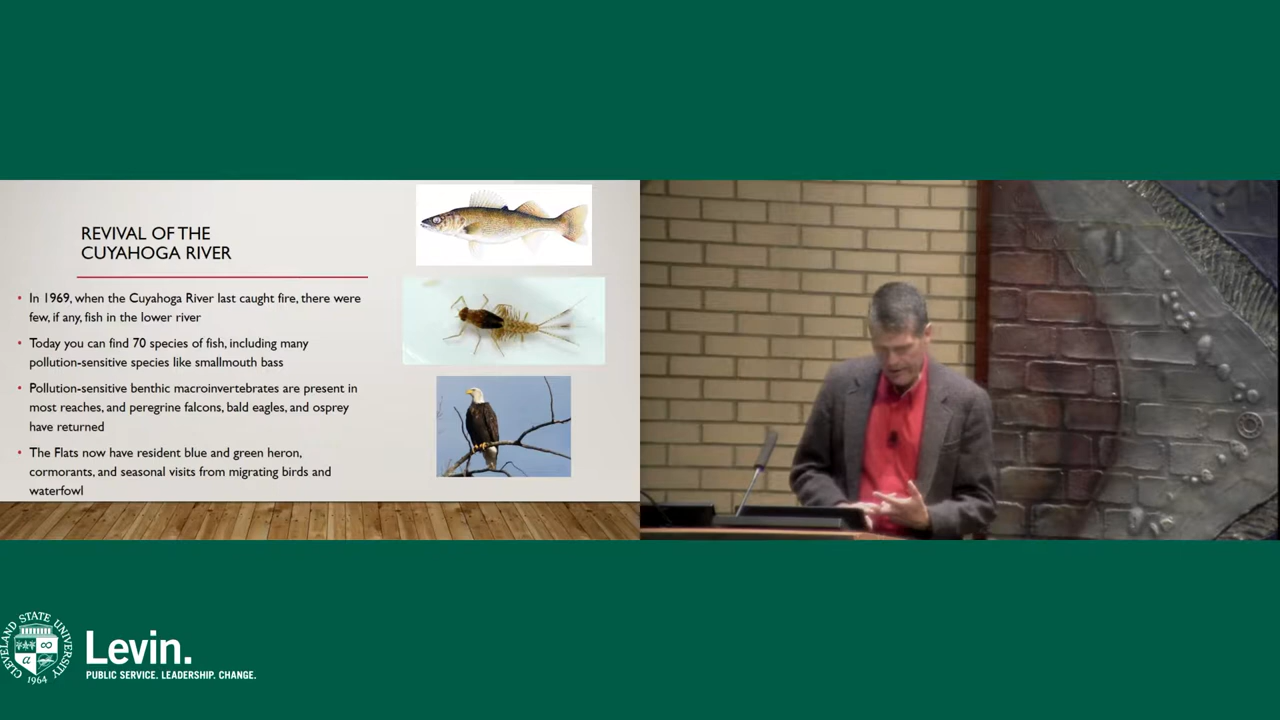 REVIVAL OF THE
CUYAHOGA RIVER
• In 1969, when the Cuyahoga River last caught fire, there were
few, if any, fish in the lower river
• Today you can find 70 species of fish, including many
pollution-sensitive species like smallmouth bass
• Pollution-sensitive benthic macroinvertebrates are present in
most reaches, and peregrine falcons, bald eagles, and osprey
have returned
• The Flats now have resident blue and green heron,
cormorants, and seasonal visits from migrating birds and
waterfowl
CLEVELAND STATE UNIVERSITY
1964
Levin.
PUBLIC SERVICE. LEADERSHIP. CHANGE.